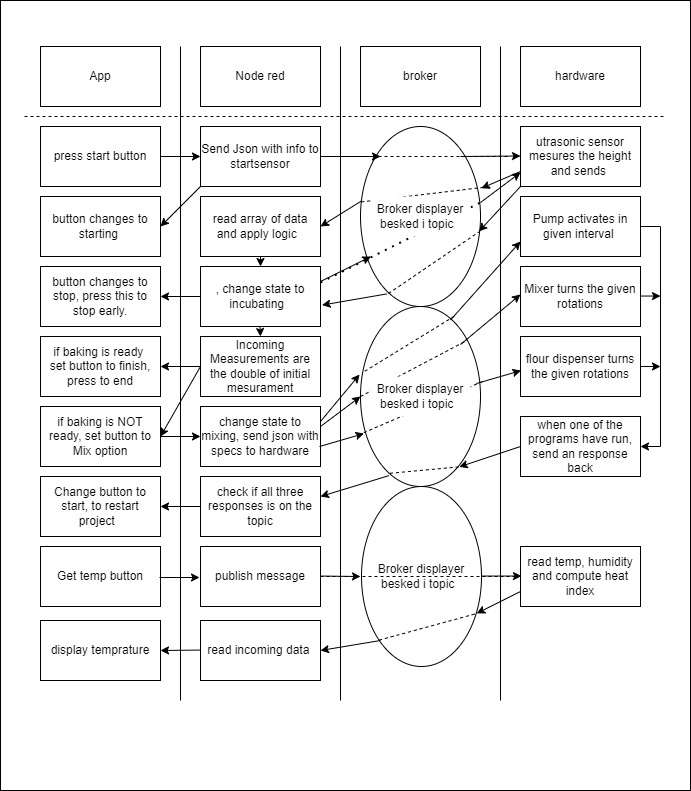 App
Node red
broker
hardware
press start button
Send Json with info to
startsensor
utrasonic sensor
mesures the height
and sends
button changes to
starting
read array of data
and apply logic
Broker displayer
besked i topic
Pump activates in
given interval
button changes to
stop, press this to
stop early.
, change state to
incubating
Mixer turns the given
rotations
if baking is ready
set button to finish,
press to end
Incoming
Measurements are
the double of initial
mesurament
Broker displayer
besked i topic
flour dispenser turns
the given rotations
if baking is NOT
ready, set button to
Mix option
change state to
mixing, send json with
specs to hardware
when one of the
programs have run,
send an response
back
Change button to
start, to restart
project
check if all three
responses is on the
topic
Get temp button
publish message
Broker displayer
besked i topic
read temp, humidity
and compute heat
index
display temprature
read incoming data